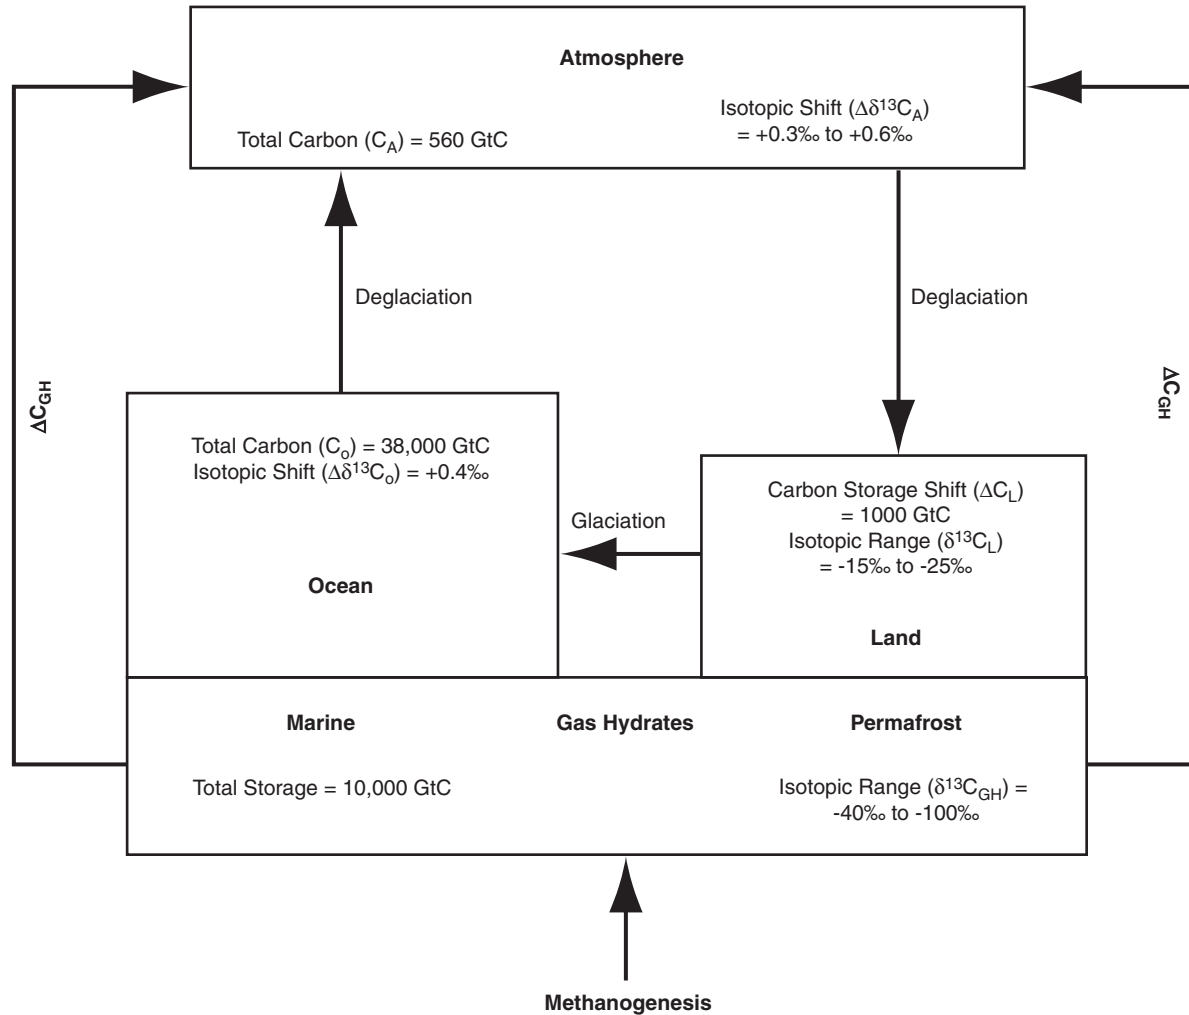 Atmosphere
Total Carbon (C_A) = 560 GtC
Isotopic Shift (Δδ¹³C_A)
= +0.3‰ to +0.6‰
Deglaciation
Deglaciation
ΔC_GH
ΔC_GH
Total Carbon (C_o) = 38,000 GtC
Isotopic Shift (Δδ¹³C_o) = +0.4‰
Ocean
Glaciation
Carbon Storage Shift (ΔC_L)
= 1000 GtC
Isotopic Range (δ¹³C_L)
= -15‰ to -25‰
Land
Marine
Gas Hydrates
Permafrost
Total Storage = 10,000 GtC
Isotopic Range (δ¹³C_GH) =
-40‰ to -100‰
Methanogenesis